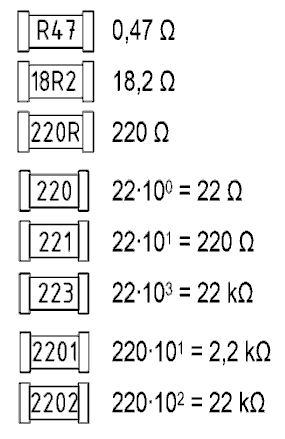 R47 0,47 Ω
18R2 18,2 Ω
220R 220 Ω
220 22·10⁰ = 22 Ω
221 22·10¹ = 220 Ω
223 22·10³ = 22 kΩ
2201 220·10¹ = 2,2 kΩ
2202 220·10² = 22 kΩ